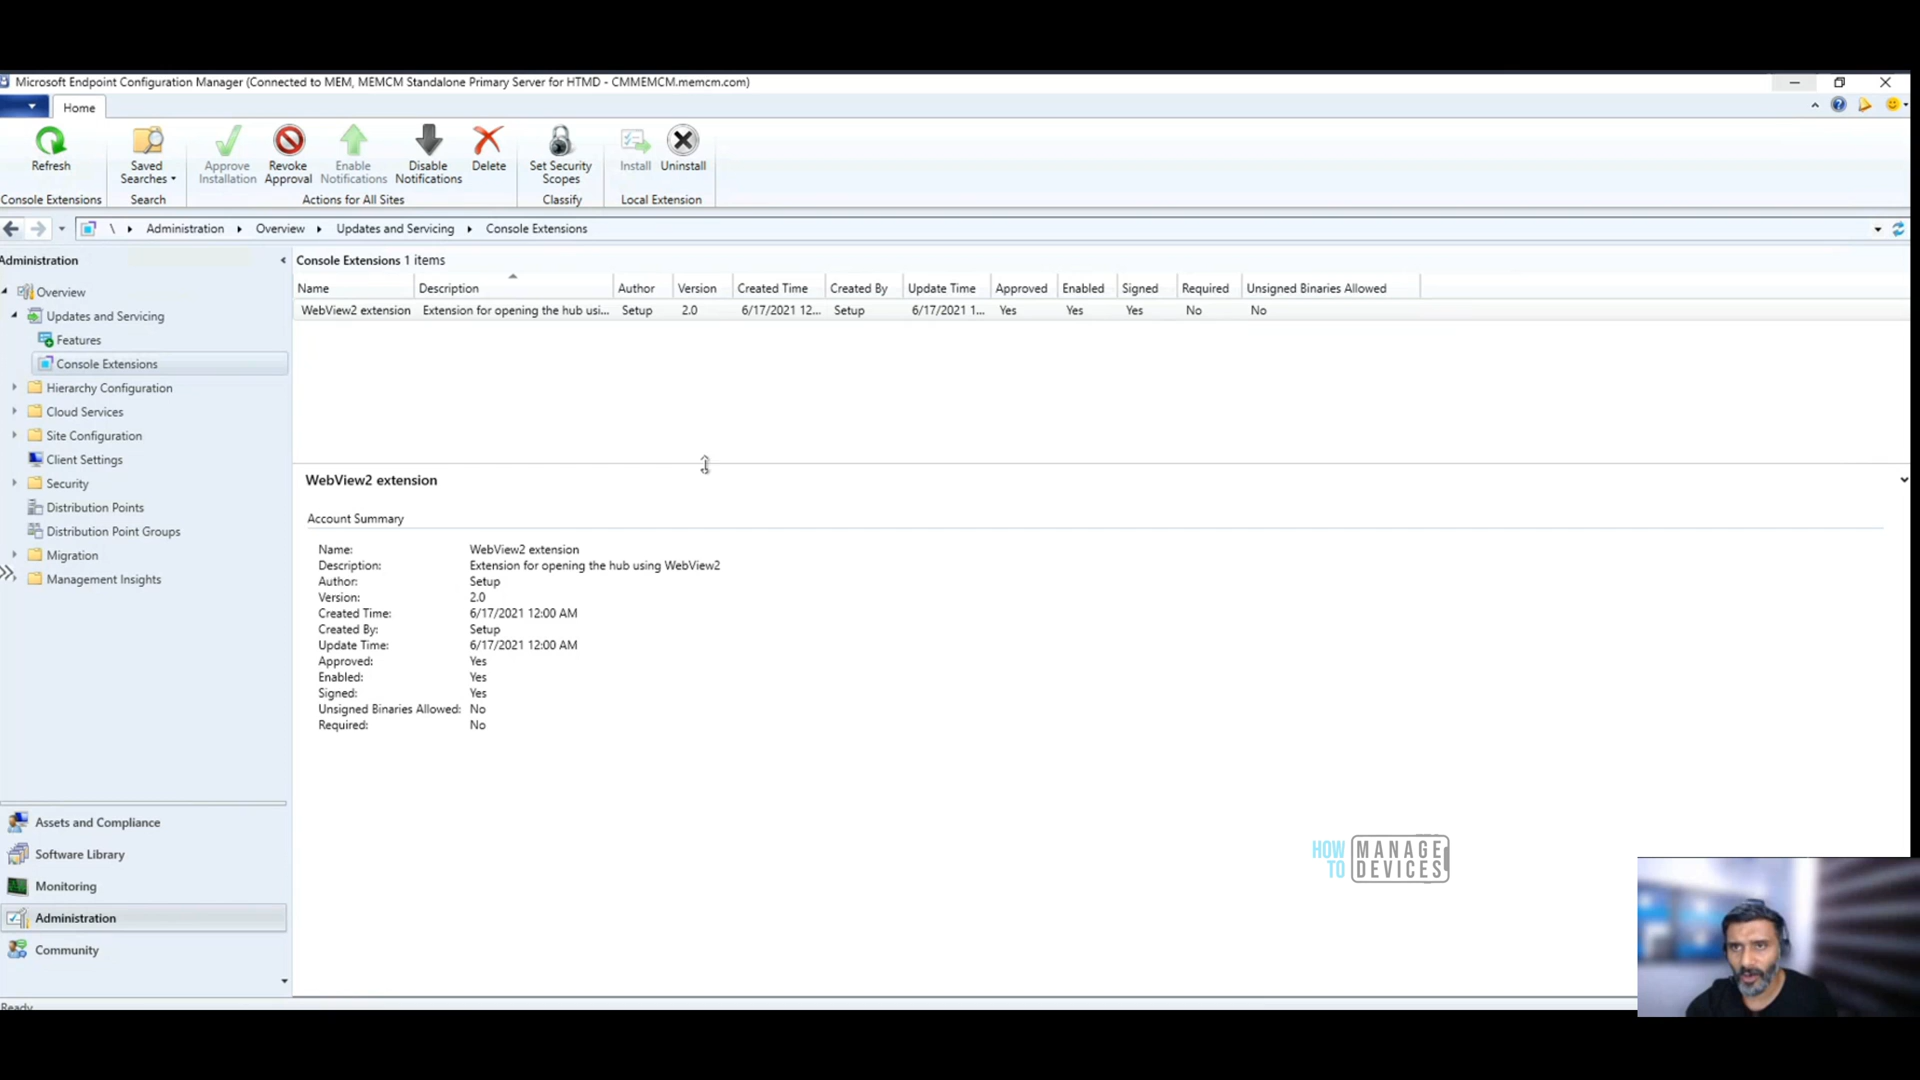 Microsoft Endpoint Configuration Manager (Connected to MEM, MEMCM Standalone Primary Server for HTMD - CMMEMCM.memcm.com)
Home
Refresh
Saved Searches
Approve Installation
Revoke Approval
Enable Notifications
Disable Notifications
Delete
Set Security Scopes
Install
Uninstall
Console Extensions
Search
Actions for All Sites
Classify
Local Extension
\ Administration Overview Updates and Servicing Console Extensions
Administration
Overview
Updates and Servicing
Features
Console Extensions
Hierarchy Configuration
Cloud Services
Site Configuration
Client Settings
Security
Distribution Points
Distribution Point Groups
Migration
Management Insights
Assets and Compliance
Software Library
Monitoring
Administration
Community
Console Extensions 1 items
Name Description Author Version Created Time Created By Update Time Approved Enabled Signed Required Unsigned Binaries Allowed
WebView2 extension Extension for opening the hub usi... Setup 2.0 6/17/2021 12... Setup 6/17/2021 1... Yes Yes Yes No No
WebView2 extension
Account Summary
Name: WebView2 extension
Description: Extension for opening the hub using WebView2
Author: Setup
Version: 2.0
Created Time: 6/17/2021 12:00 AM
Created By: Setup
Update Time: 6/17/2021 12:00 AM
Approved: Yes
Enabled: Yes
Signed: Yes
Unsigned Binaries Allowed: No
Required: No
HOW TO MANAGE DEVICES
Ready